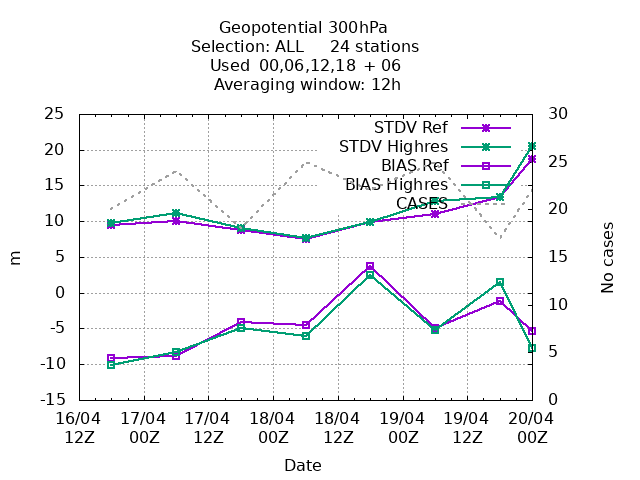 Geopotential 300hPa
Selection: ALL 24 stations
Used 00,06,12,18 + 06
Averaging window: 12h
25 30
STDV Ref
20 25
STDV Highres
BIAS Ref
15
BIAS Highres
20
CASES
10
15
5
m
No cases
0
10
-5
5
-10
-15 0
16/04 17/04 17/04 18/04 18/04 19/04 19/04 20/04
12Z 00Z 12Z 00Z 12Z 00Z 12Z 00Z
Date